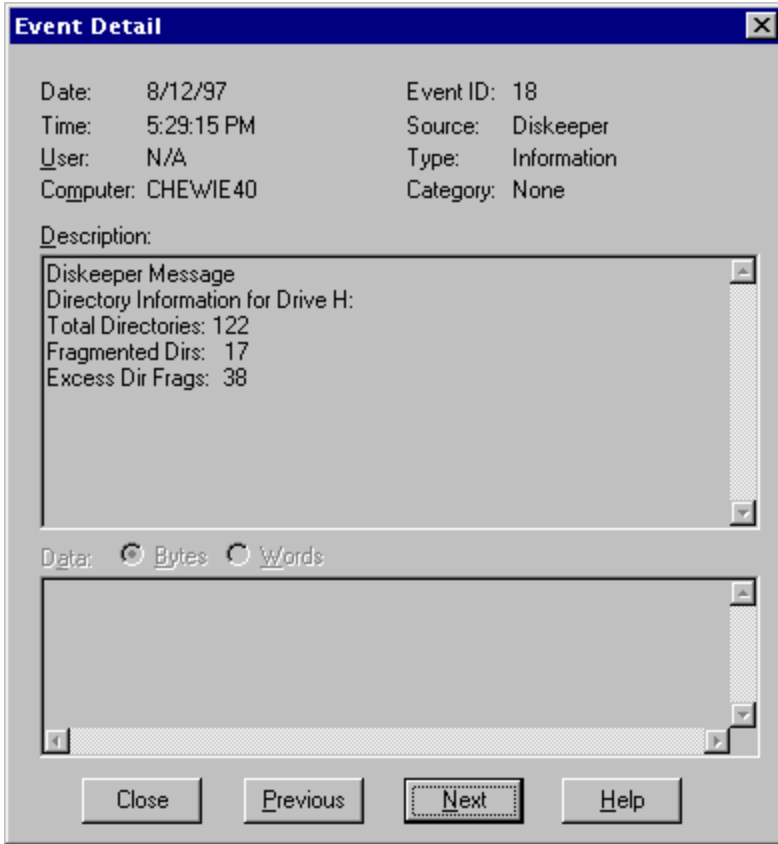 Event Detail
Date: 8/12/97 Event ID: 18
Time: 5:29:15 PM Source: Diskeeper
User: N/A Type: Information
Computer: CHEWIE40 Category: None
Description:
Diskeeper Message
Directory Information for Drive H:
Total Directories: 122
Fragmented Dirs: 17
Excess Dir Frags: 38
Data: Bytes Words
Close Previous Next Help